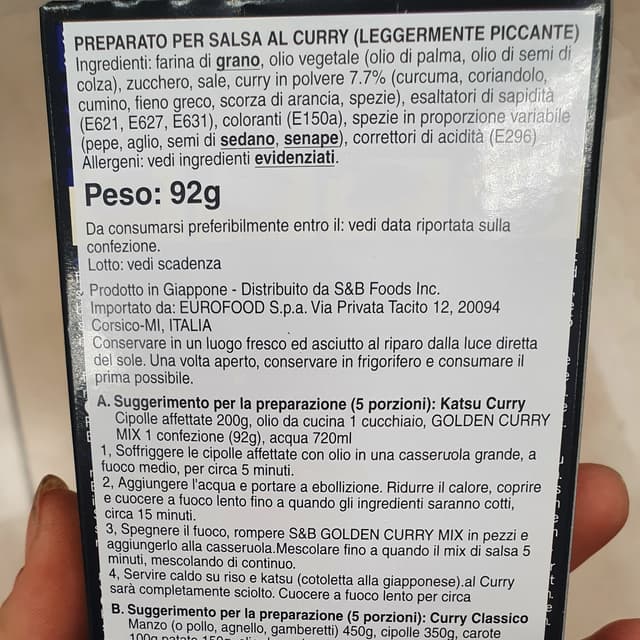 PREPARATO PER SALSA AL CURRY (LEGGERMENTE PICCANTE)
Ingredienti: farina di grano, olio vegetale (olio di palma, olio di semi di
colza), zucchero, sale, curry in polvere 7.7% (curcuma, coriandolo,
cumino, fieno greco, scorza di arancia, spezie), esaltatori di sapidità
(E621, E627, E631), coloranti (E150a), spezie in proporzione variabile
(pepe, aglio, semi di sedano, senape), correttori di acidità (E296)
Allergeni: vedi ingredienti evidenziati.
Peso: 92g
Da consumarsi preferibilmente entro il: vedi data riportata sulla
confezione.
Lotto: vedi scadenza
Prodotto in Giappone - Distribuito da S&B Foods Inc.
Importato da: EUROFOOD S.p.a. Via Privata Tacito 12, 20094
Corsico-MI, ITALIA
Conservare in un luogo fresco ed asciutto al riparo dalla luce diretta
del sole. Una volta aperto, conservare in frigorifero e consumare il
prima possibile.
A. Suggerimento per la preparazione (5 porzioni): Katsu Curry
Cipolle affettate 200g, olio da cucina 1 cucchiaio, GOLDEN CURRY
MIX 1 confezione (92g), acqua 720ml
1, Soffriggere le cipolle affettate con olio in una casseruola grande, a
fuoco medio, per circa 5 minuti.
2, Aggiungere l'acqua e portare a ebollizione. Ridurre il calore, coprire
e cuocere a fuoco lento fino a quando gli ingredienti saranno cotti,
circa 15 minuti.
3, Spegnere il fuoco, rompere S&B GOLDEN CURRY MIX in pezzi e
aggiungerlo alla casseruola.Mescolare fino a quando il mix di salsa 5
minuti, mescolando di continuo.
4, Servire caldo su riso e katsu (cotoletta alla giapponese).al Curry
sarà completamente sciolto. Cuocere a fuoco lento per circa
B. Suggerimento per la preparazione (5 porzioni): Curry Classico
Manzo (o pollo, agnello, gamberetti) 450g, cipolle 350g, carote